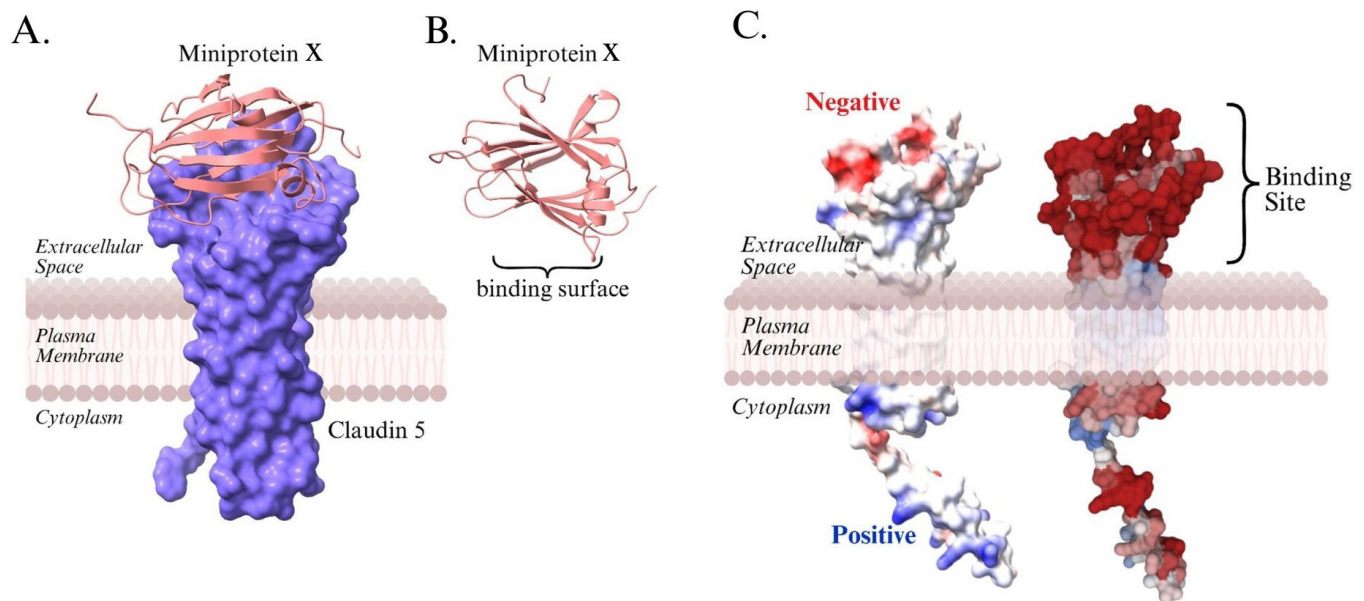 A.
Miniprotein X
Extracellular
Space
Plasma
Membrane
Cytoplasm
Claudin 5
B.
Miniprotein X
binding surface
C.
Negative
Extracellular
Space
Plasma
Membrane
Cytoplasm
Positive
Binding
Site